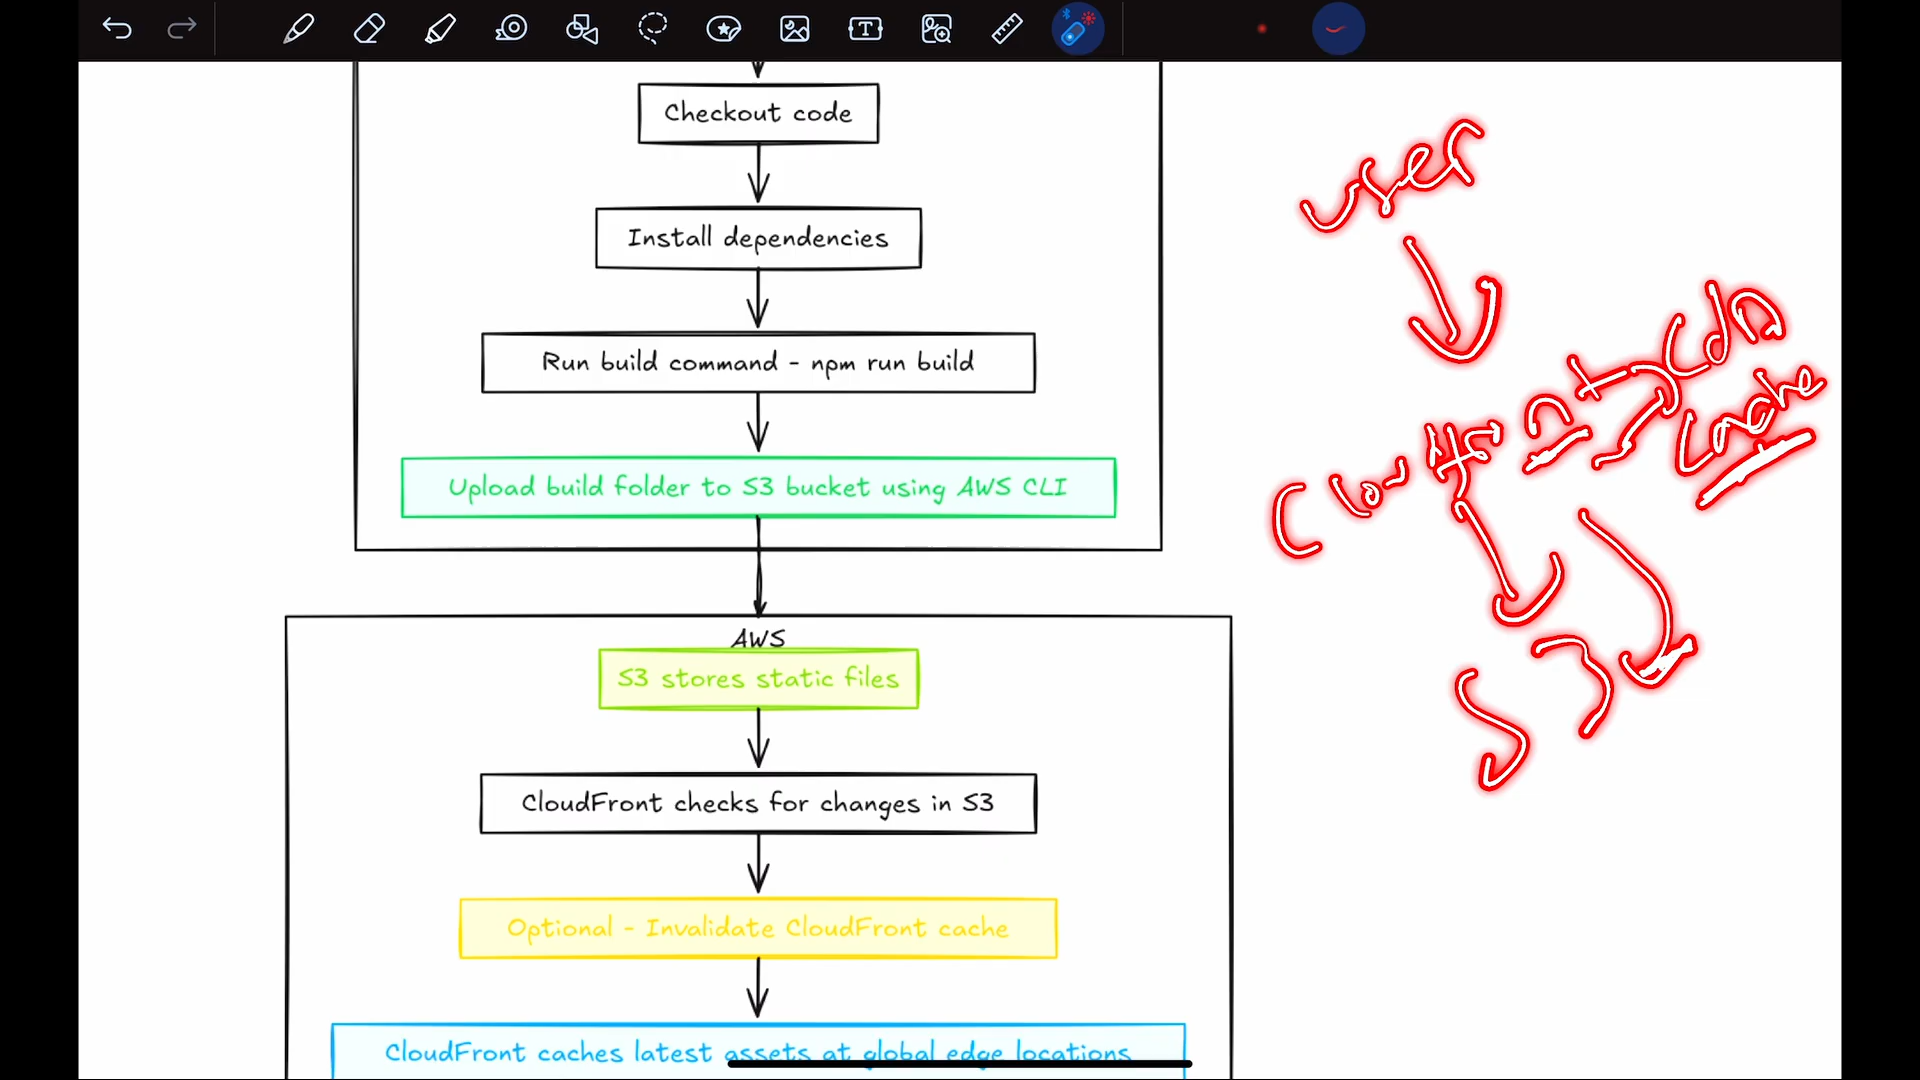 Checkout code
Install dependencies
Run build command - npm run build
Upload build folder to S3 bucket using AWS CLI
AWS
S3 stores static files
CloudFront checks for changes in S3
Optional - Invalidate CloudFront cache
CloudFront caches latest assets at global edge locations
user
Cdn
Cache
S3